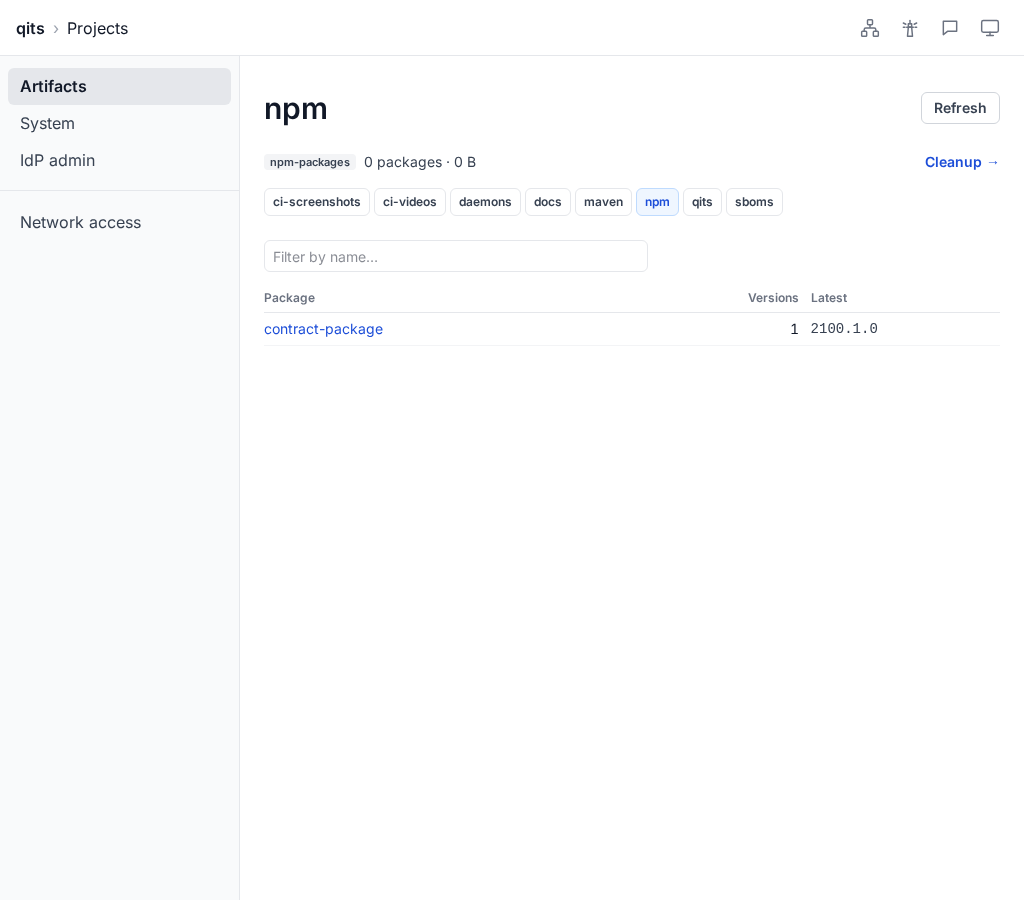 qits › Projects
Artifacts
System
IdP admin
Network access
npm
Refresh
npm-packages 0 packages · 0 B
Cleanup →
ci-screenshots ci-videos daemons docs maven npm qits sboms
Filter by name...
Package Versions Latest
contract-package 1 2100.1.0